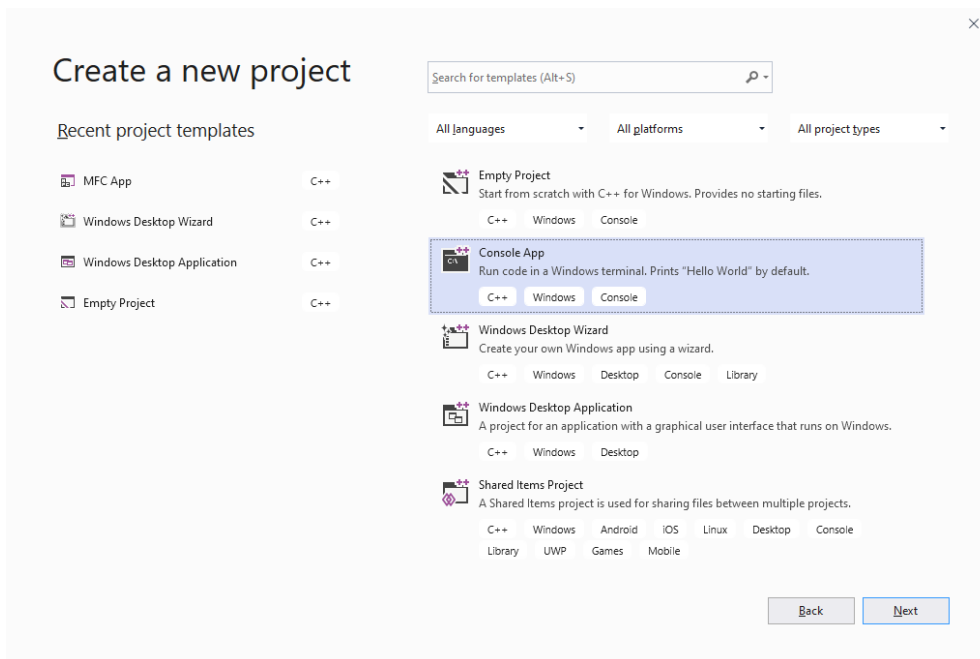 Create a new project
Search for templates (Alt+S)
Recent project templates
All languages
All platforms
All project types
MFC App
C++
Windows Desktop Wizard
C++
Windows Desktop Application
C++
Empty Project
C++
Empty Project
Start from scratch with C++ for Windows. Provides no starting files.
C++ Windows Console
Console App
Run code in a Windows terminal. Prints "Hello World" by default.
C++ Windows Console
Windows Desktop Wizard
Create your own Windows app using a wizard.
C++ Windows Desktop Console Library
Windows Desktop Application
A project for an application with a graphical user interface that runs on Windows.
C++ Windows Desktop
Shared Items Project
A Shared Items project is used for sharing files between multiple projects.
C++ Windows Android iOS Linux Desktop Console
Library UWP Games Mobile
Back
Next